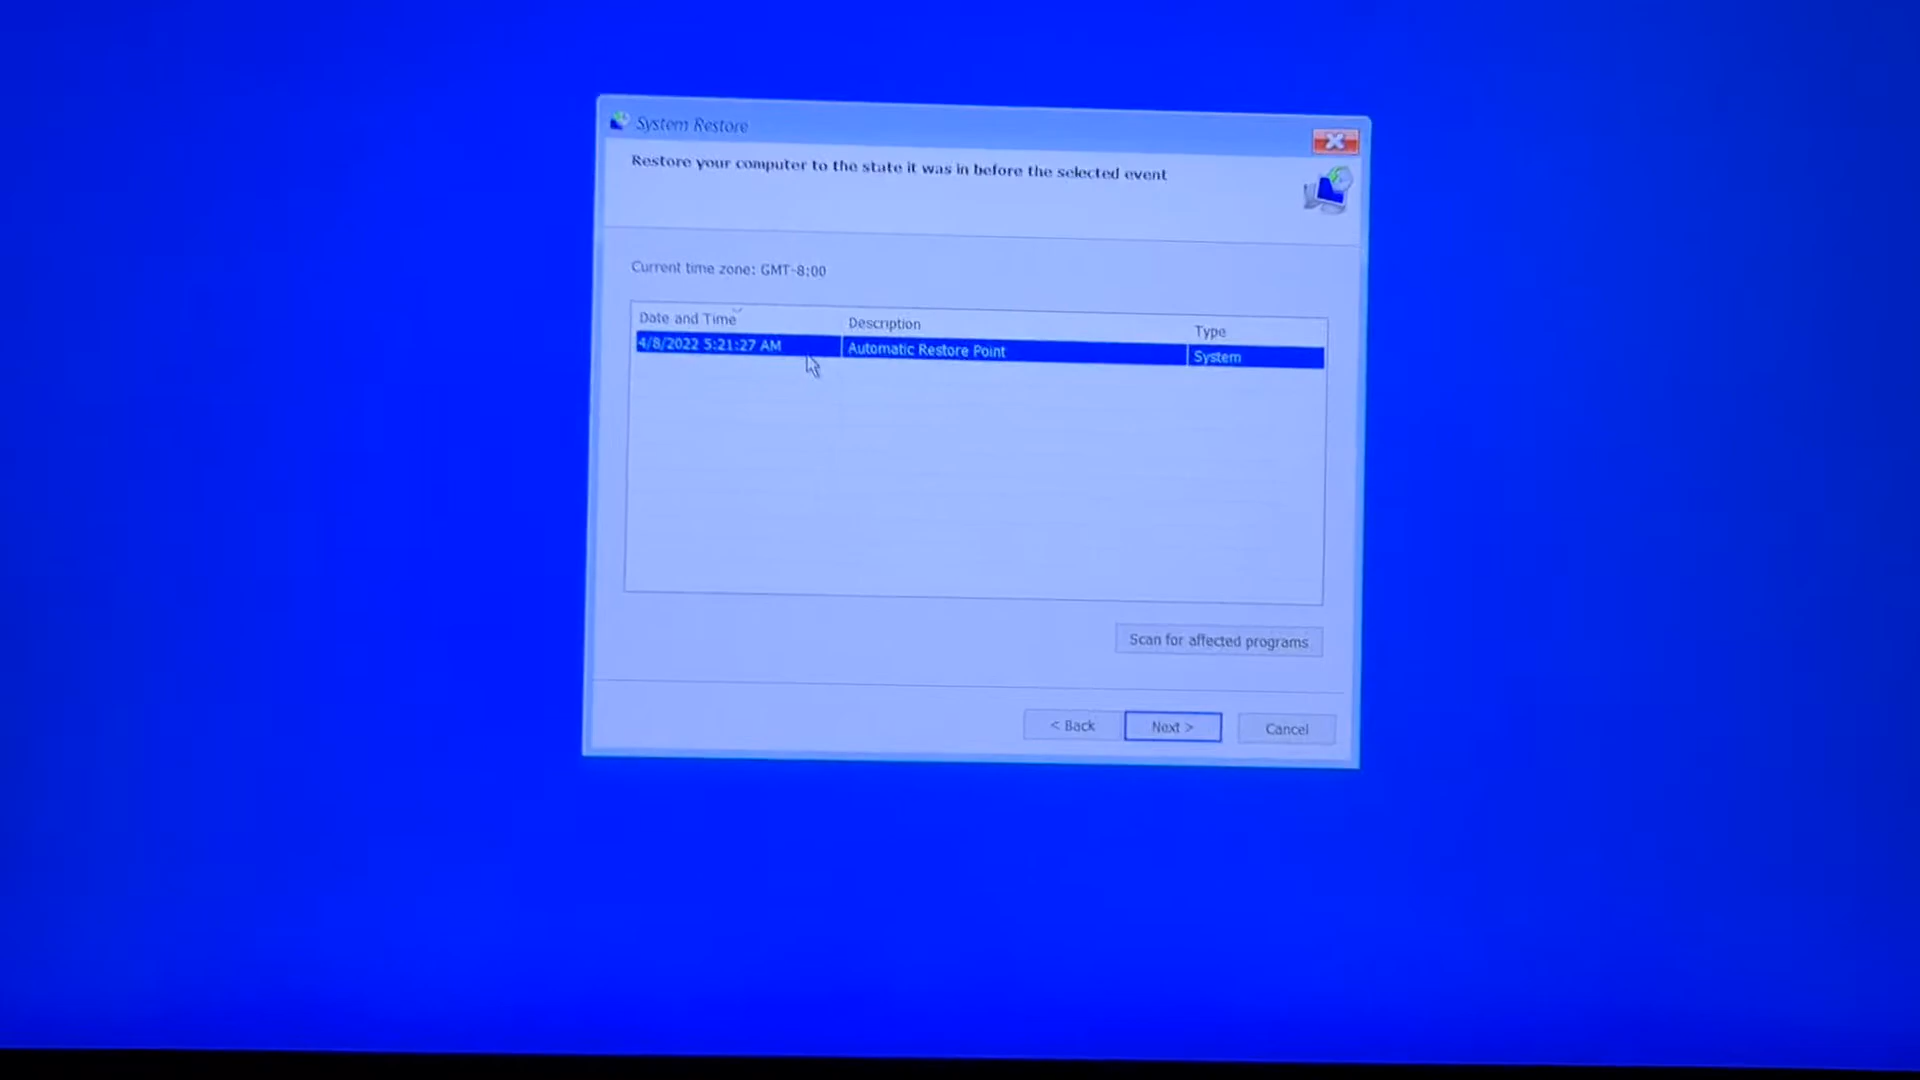 System Restore
Restore your computer to the state it was in before the selected event
Current time zone: GMT-8:00
Date and Time Description Type
4/8/2022 5:21:27 AM Automatic Restore Point System
Scan for affected programs
< Back Next > Cancel